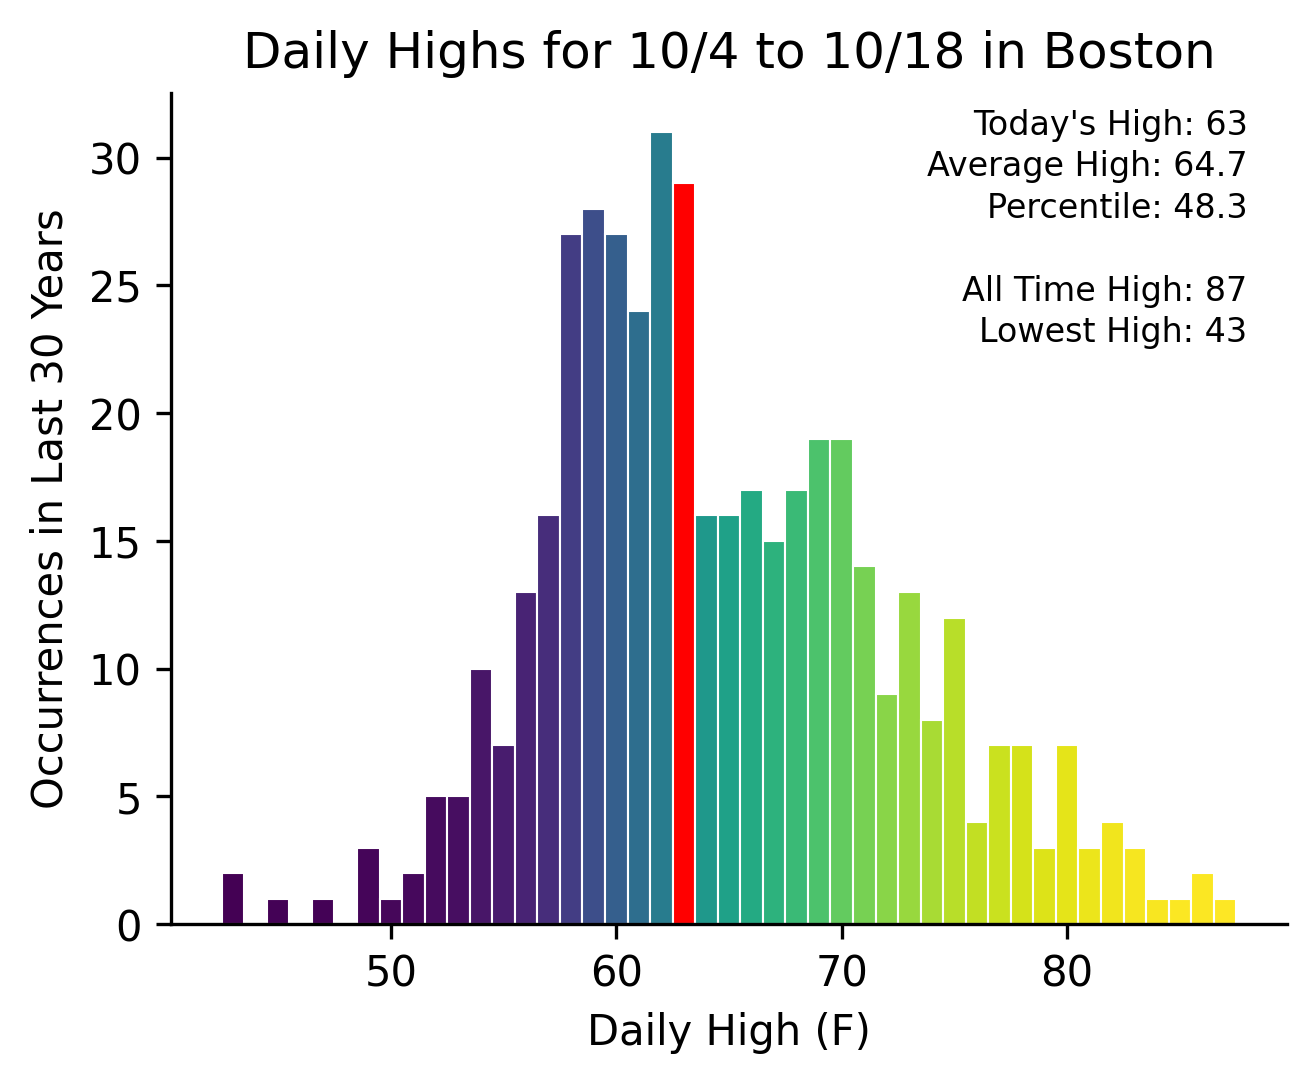 Daily Highs for 10/4 to 10/18 in Boston
Today's High: 63
Average High: 64.7
Percentile: 48.3
All Time High: 87
Lowest High: 43
Occurrences in Last 30 Years
30
25
20
15
10
5
0
50 60 70 80
Daily High (F)